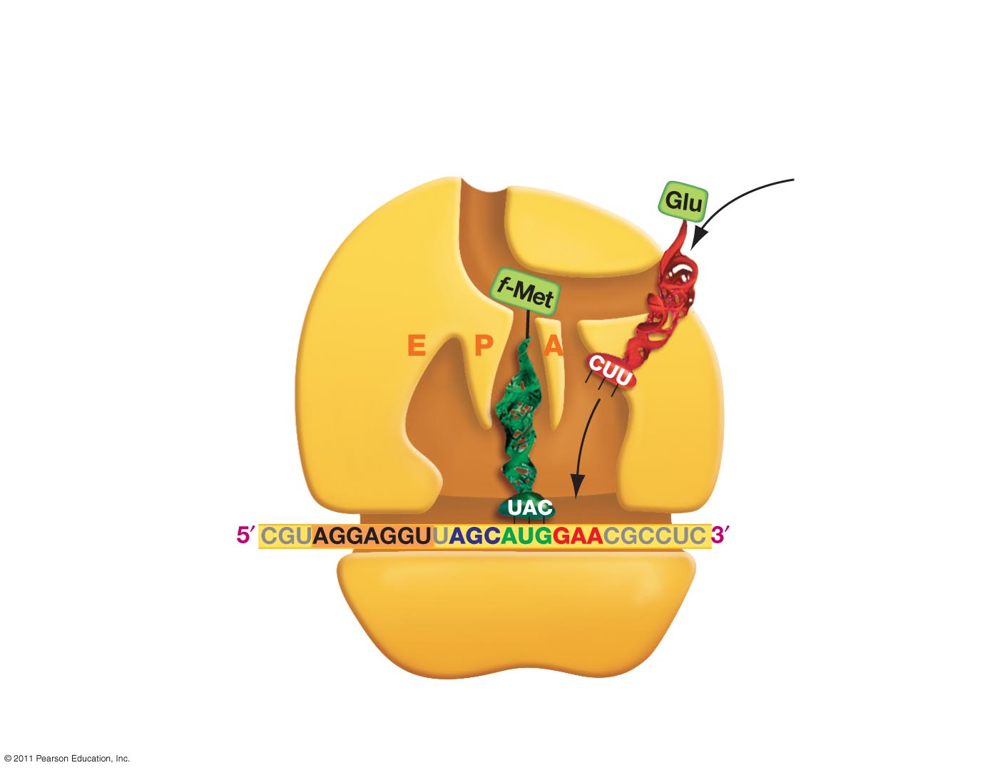 Glu
f-Met
E P A
CUU
UAC
5′ CGUAGGAGGUUAGCAUGGAACGCCUC 3′
© 2011 Pearson Education, Inc.